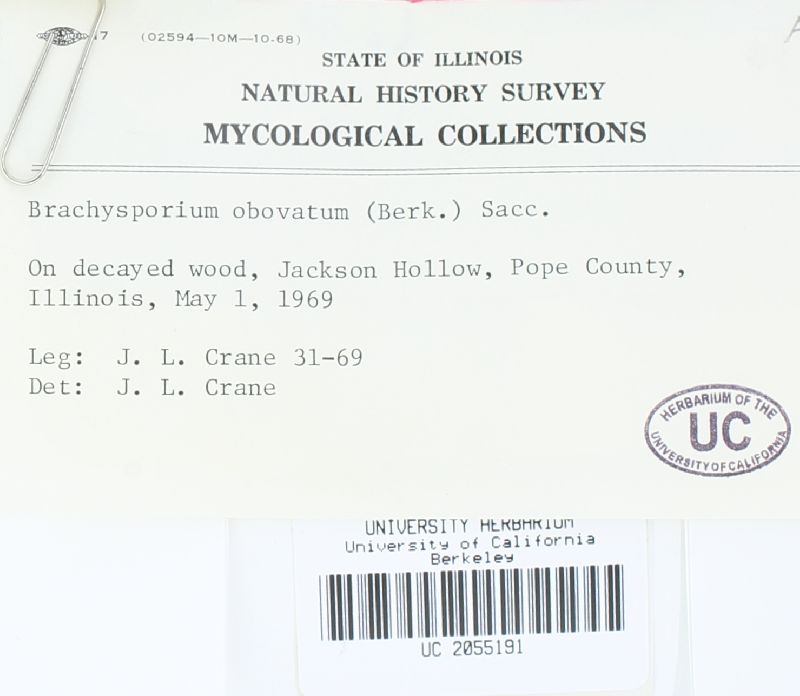 17 (02594—10M—10-68)
STATE OF ILLINOIS
NATURAL HISTORY SURVEY
MYCOLOGICAL COLLECTIONS
Brachysporium obovatum (Berk.) Sacc.
On decayed wood, Jackson Hollow, Pope County,
Illinois, May 1, 1969
Leg: J. L. Crane 31-69
Det: J. L. Crane
HERBARIUM OF THE
UC
UNIVERSITY OF CALIFORNIA
UNIVERSITY HERBARIUM
University of California
Berkeley
UC 2055191